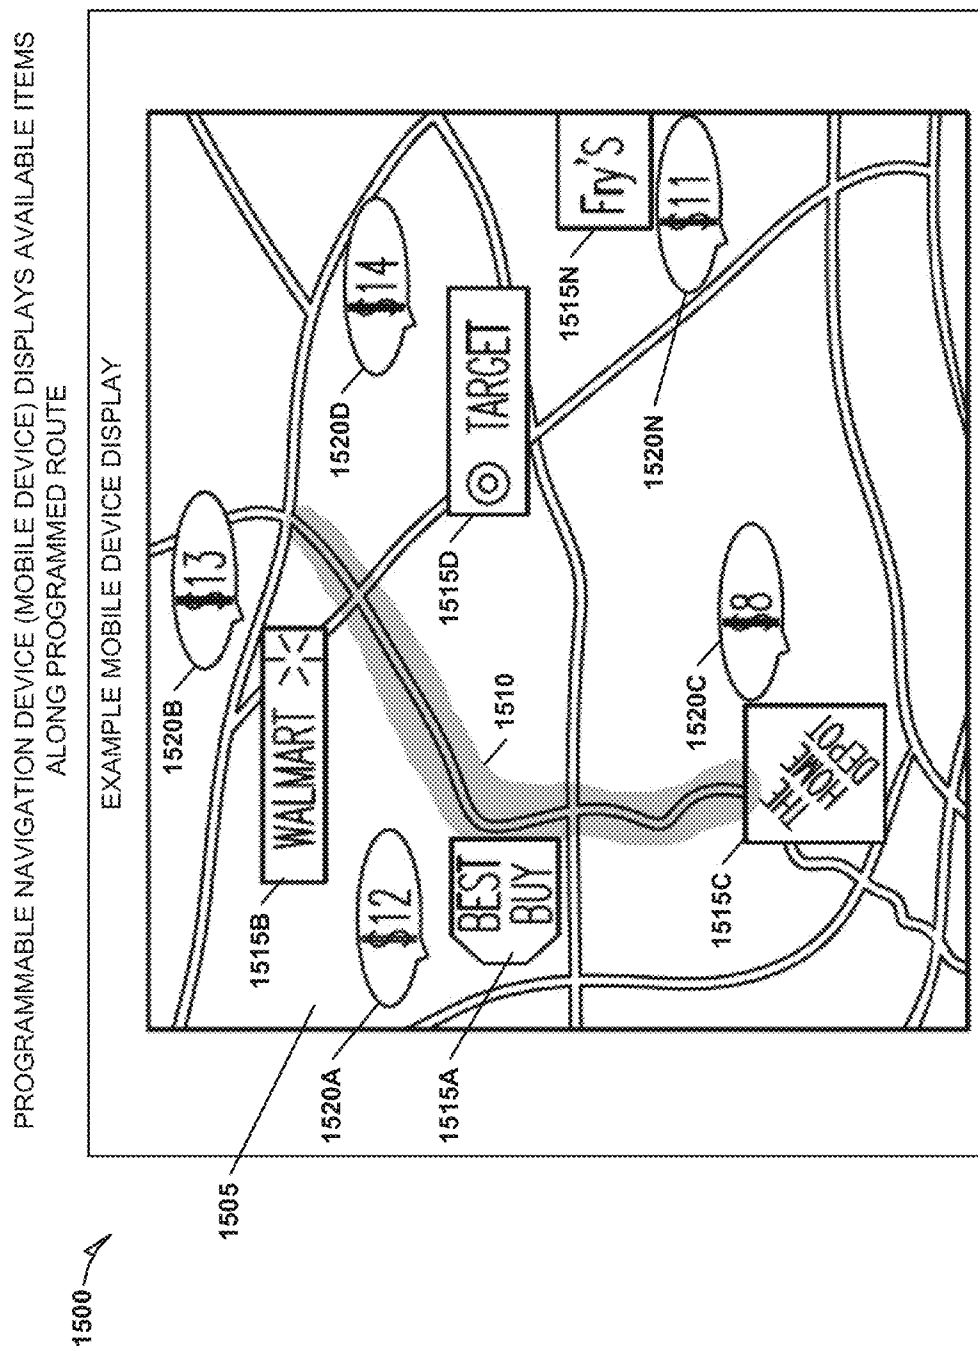 PROGRAMMABLE NAVIGATION DEVICE (MOBILE DEVICE) DISPLAYS AVAILABLE ITEMS
ALONG PROGRAMMED ROUTE
EXAMPLE MOBILE DEVICE DISPLAY
1500
1505
1520B
$13
1515B
WALMART
1520D
$14
1520A
$12
1515A
BEST
BUY
1510
1515D
TARGET
1515N
Fry'S
1520N
$11
1520C
$8
1515C
THE
HOME
DEPOT